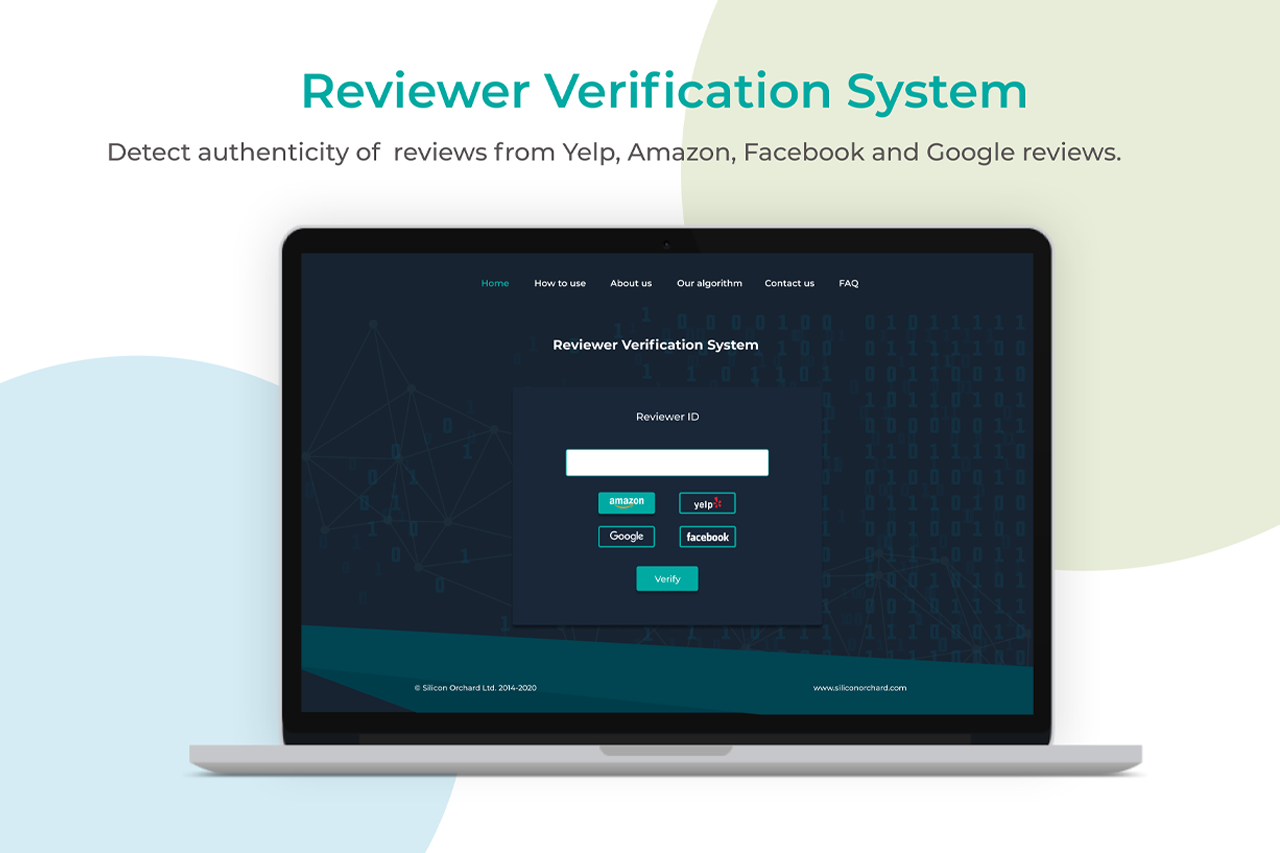 Reviewer Verification System
Detect authenticity of reviews from Yelp, Amazon, Facebook and Google reviews.
Home How to use About us Our algorithm Contact us FAQ
Reviewer Verification System
Reviewer ID
amazon yelp
Google facebook
Verify
© Silicon Orchard Ltd. 2014-2020 www.siliconorchard.com